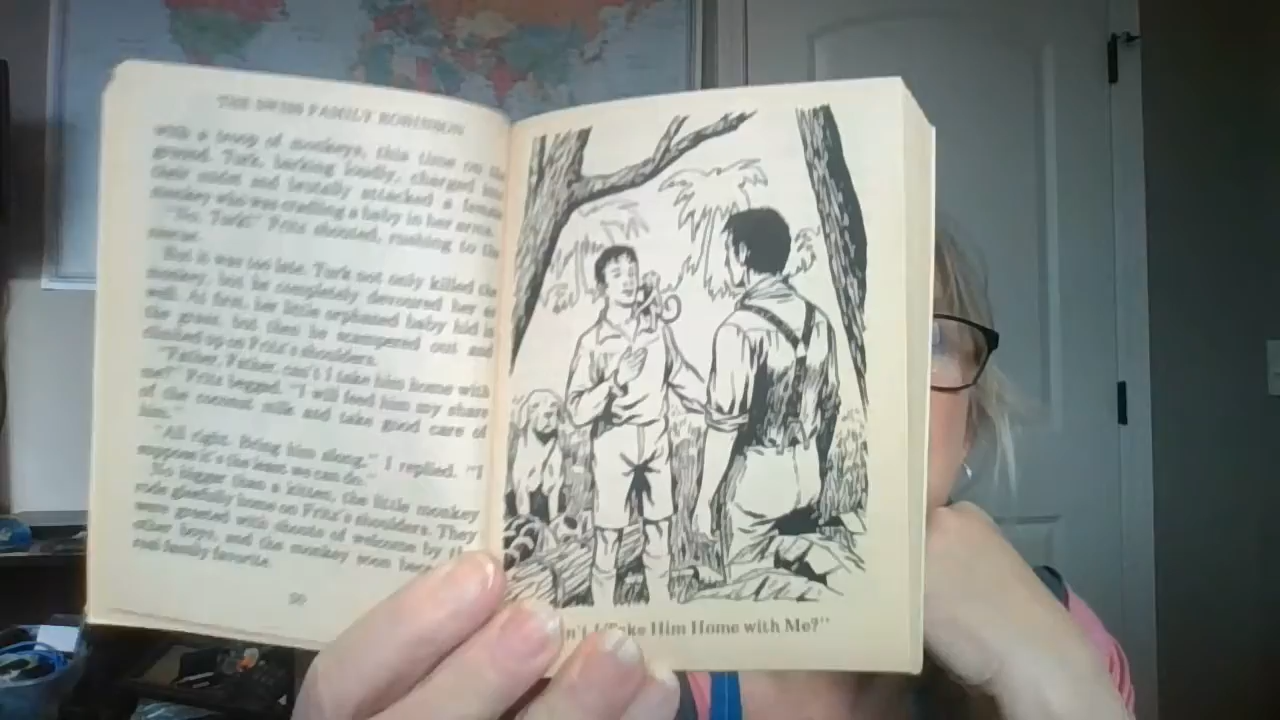 THE SWISS FAMILY ROBINSON
with a troop of monkeys, this time on the
ground. Turk, barking loudly, charged into
their midst and brutally attacked a female
monkey who was cradling a baby in her arms.
"No, Turk!" Fritz shouted, rushing to the
But it was too late. Turk not only killed the
monkey, but he completely devoured her as
well. At first, her little orphaned baby hid in
the grass, but then he scampered out and
climbed up on Fritz's shoulders.
"Father, Father, can't I take him home with
me?" Fritz begged. "I will feed him my share
of the coconut milk and take good care of
him."
"All right. Bring him along," I replied. "I
suppose it's the least we can do."
No bigger than a kitten, the little monkey
rode gleefully home on Fritz's shoulders. They
were greeted with shouts of welcome by the
other boys, and the monkey soon
real family favorite.
n't I Take Him Home with Me?"